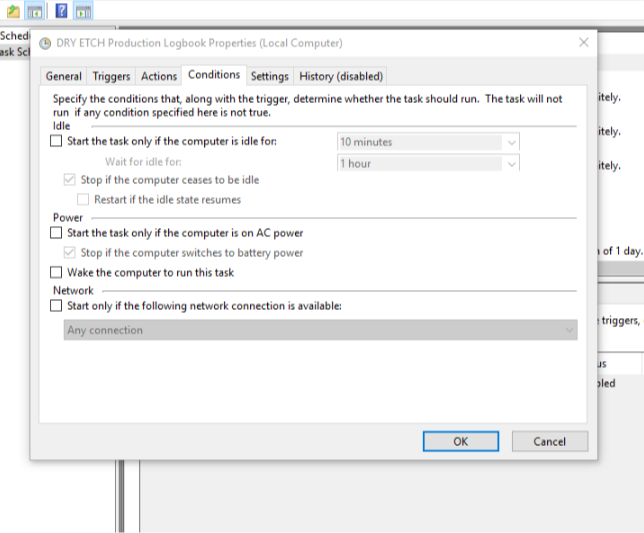 Schedu
ask Sch
DRY ETCH Production Logbook Properties (Local Computer)
General Triggers Actions Conditions Settings History (disabled)
Specify the conditions that, along with the trigger, determine whether the task should run. The task will not
run if any condition specified here is not true.
Idle
Start the task only if the computer is idle for:
10 minutes
Wait for idle for:
1 hour
Stop if the computer ceases to be idle
Restart if the idle state resumes
Power
Start the task only if the computer is on AC power
Stop if the computer switches to battery power
Wake the computer to run this task
Network
Start only if the following network connection is available:
Any connection
OK Cancel
itely.
itely.
itely.
of 1 day.
triggers,
us
bled